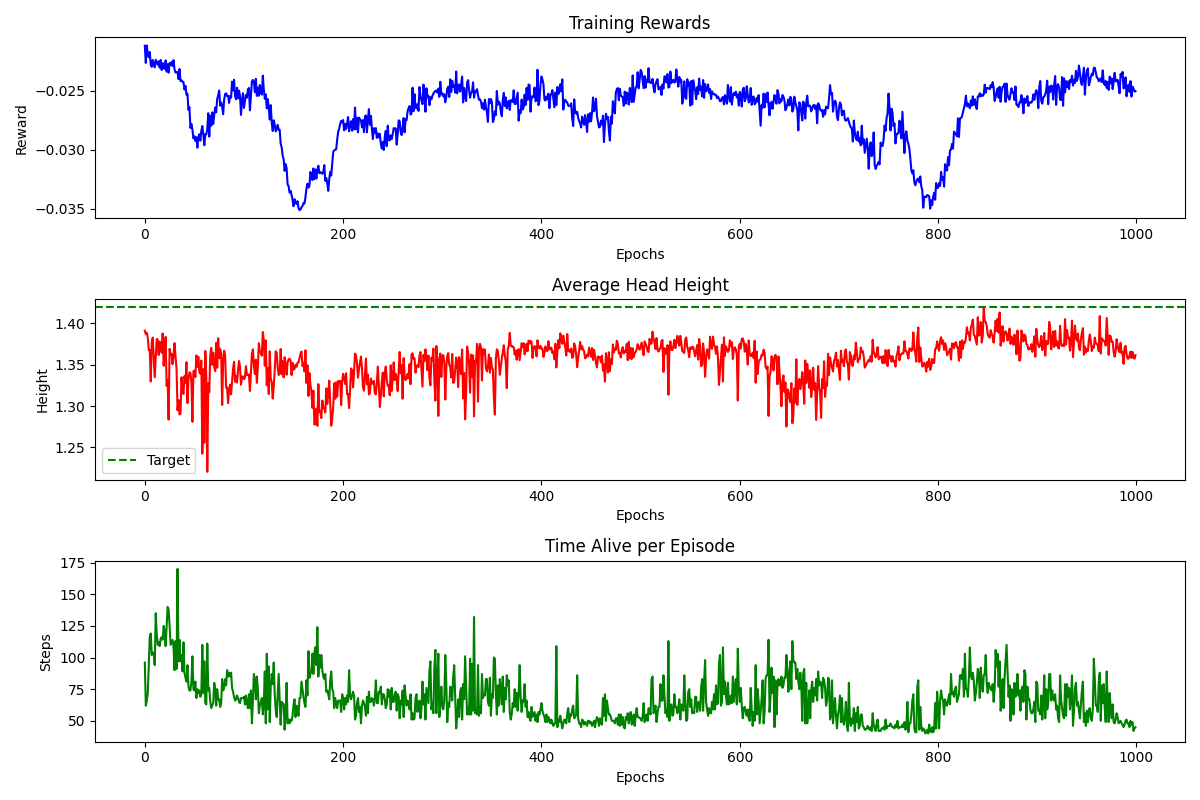 Training Rewards
Reward
−0.025
−0.030
−0.035
0 200 400 600 800 1000
Epochs
Average Head Height
Height
1.40
1.35
1.30
1.25
Target
0 200 400 600 800 1000
Epochs
Time Alive per Episode
Steps
175
150
125
100
75
50
0 200 400 600 800 1000
Epochs